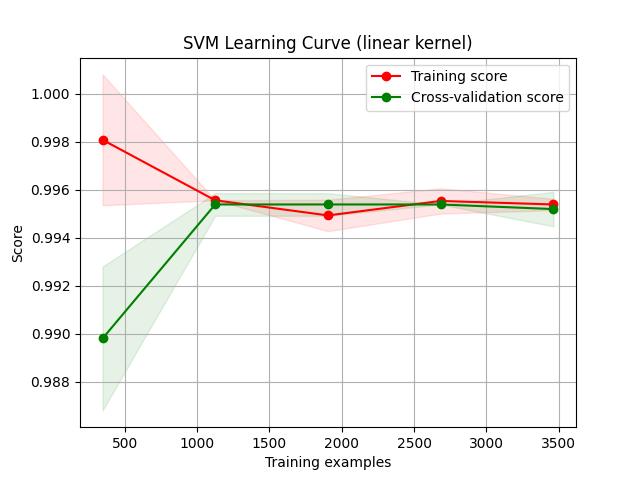 SVM Learning Curve (linear kernel)
Training score
Cross-validation score
1.000
0.998
0.996
0.994
0.992
0.990
0.988
Score
500 1000 1500 2000 2500 3000 3500
Training examples